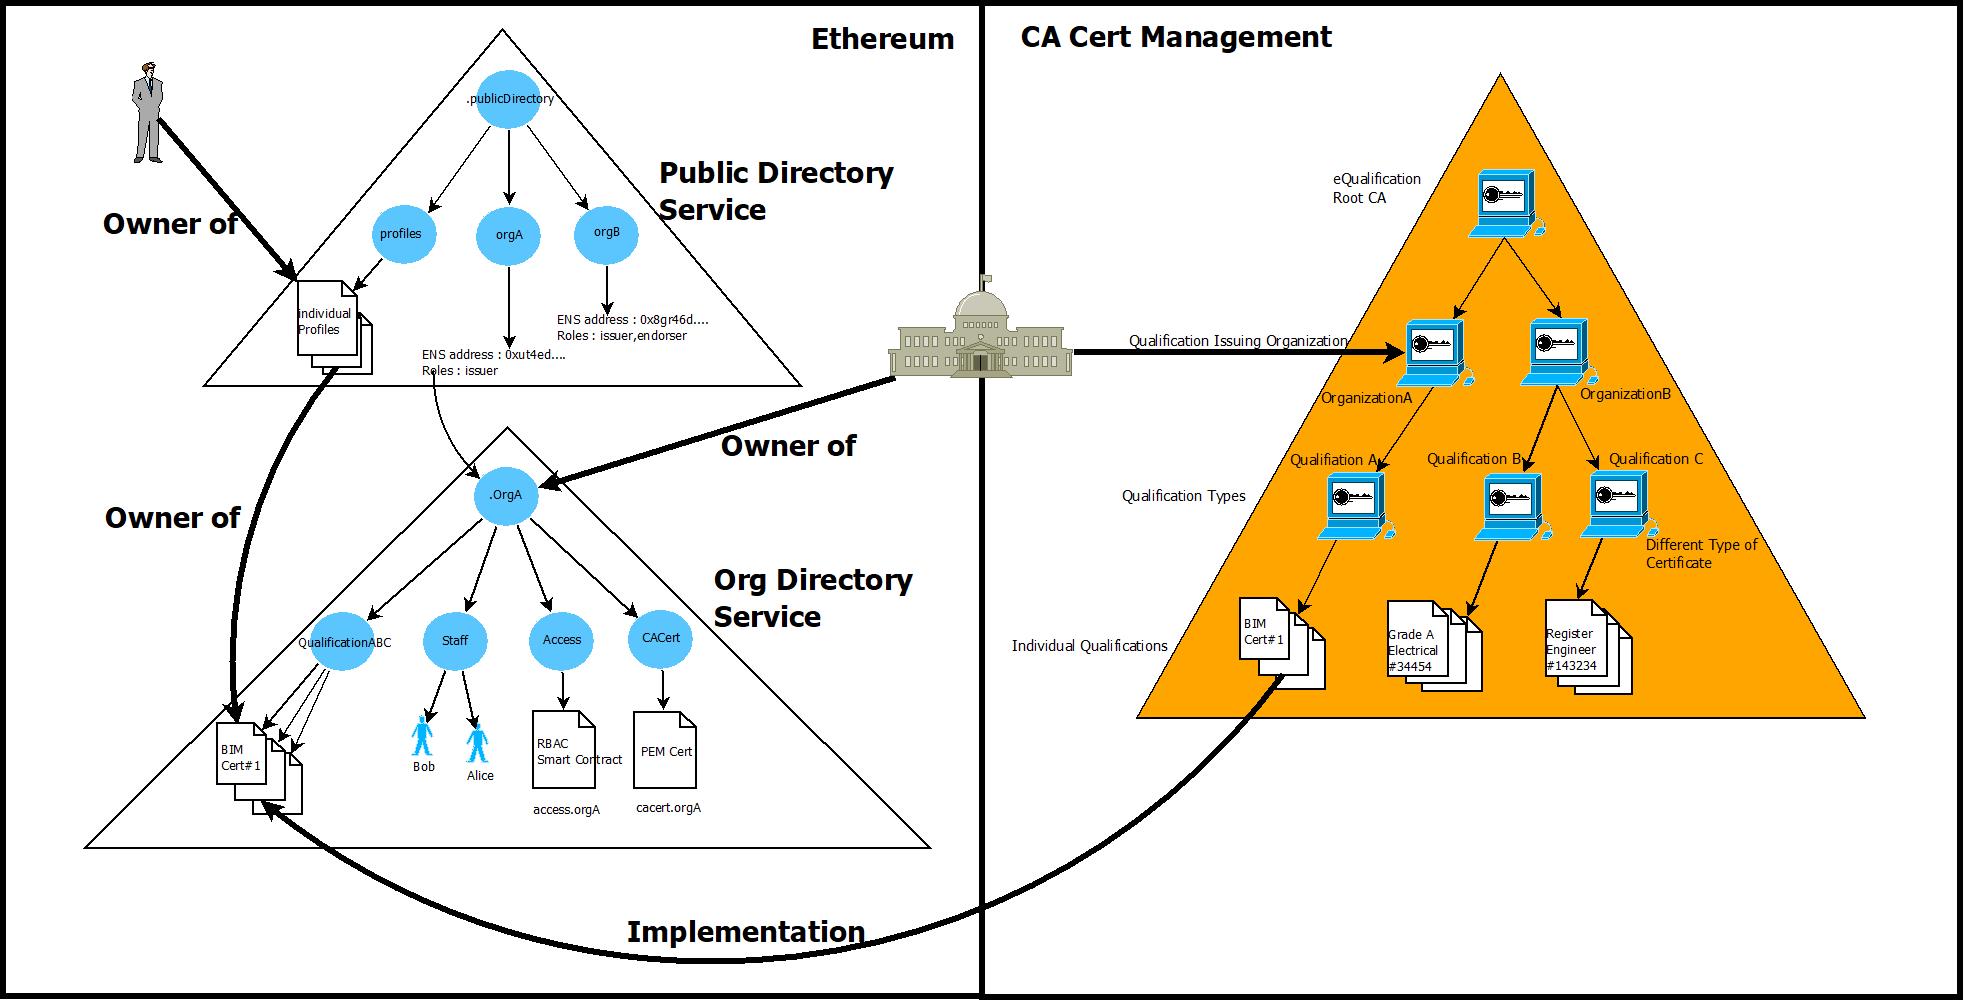 Ethereum
CA Cert Management
.publicDirectory
Public Directory
Service
Owner of
profiles
orgA
orgB
individual
Profiles
ENS address : 0x8gr46d....
Roles : issuer,endorser
ENS address : 0xut4ed....
Roles : issuer
Owner of
Owner of
.OrgA
Org Directory
Service
QualificationABC
Staff
Access
CACert
BIM
Cert#1
Bob
Alice
RBAC
Smart Contract
access.orgA
PEM Cert
cacert.orgA
Implementation
eQualification
Root CA
Qualification Issuing Organization
OrganizationA
OrganizationB
Qualifiation A
Qualification B
Qualification C
Qualification Types
Different Type of
Certificate
Individual Qualifications
BIM
Cert#1
Grade A
Electrical
#34454
Register
Engineer
#143234